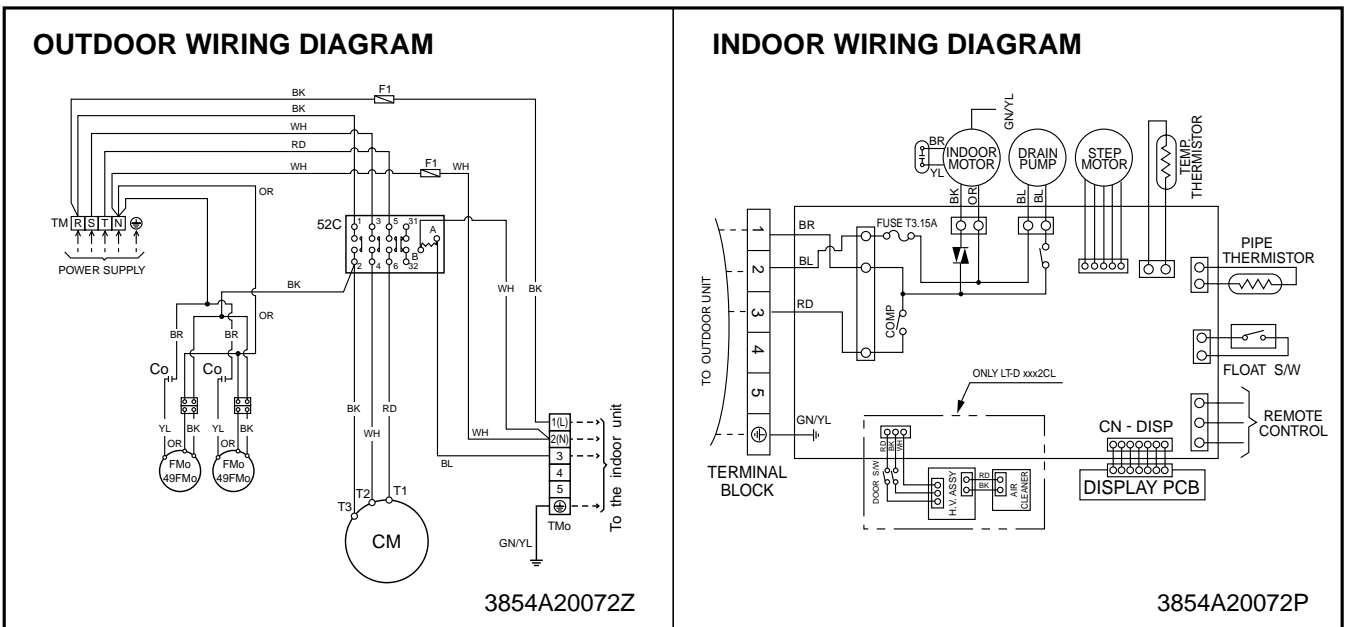 OUTDOOR WIRING DIAGRAM
BK
F1
BK
WH
RD
WH
F1
WH
OR
TM R S T N
POWER SUPPLY
52C
1 3 5 31
A
B
2 4 6 32
BK
OR
WH
BK
BR
BR
Co
Co
YL
OR
BK
YL
OR
BK
FMo
49FMo
FMo
49FMo
BK
WH
RD
WH
BL
T3
T2
T1
CM
1(L)
2(N)
3
4
5
TMo
To the indoor unit
GN/YL
3854A20072Z
INDOOR WIRING DIAGRAM
GN/YL
BR
YL
INDOOR
MOTOR
DRAIN
PUMP
STEP
MOTOR
TEMP.
THERMISTOR
BK
OR
BL
BL
TO OUTDOOR UNIT
1
2
3
4
5
BR
BL
RD
FUSE T3.15A
COMP
PIPE
THERMISTOR
FLOAT S/W
REMOTE
CONTROL
ONLY LT-D xxx2CL
GN/YL
TERMINAL
BLOCK
DOOR S/W
RD
BK
WH
H.V. ASSY
RD
BK
AIR
CLEANER
CN - DISP
DISPLAY PCB
3854A20072P